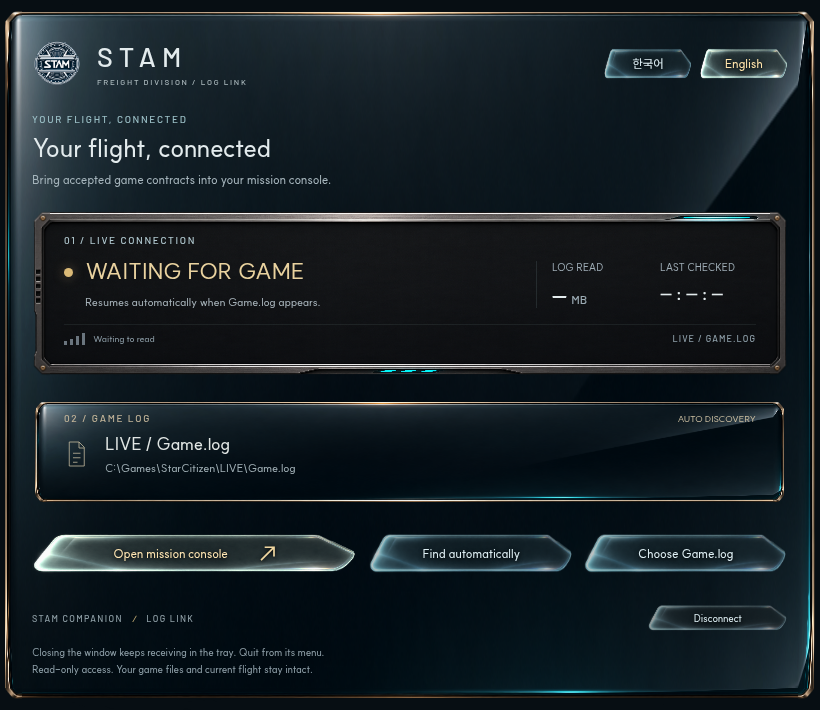 STAM
STAM
FREIGHT DIVISION / LOG LINK
한국어
English
YOUR FLIGHT, CONNECTED
Your flight, connected
Bring accepted game contracts into your mission console.
01 / LIVE CONNECTION
WAITING FOR GAME
Resumes automatically when Game.log appears.
LOG READ
— MB
LAST CHECKED
—:—:—
Waiting to read
LIVE / GAME.LOG
02 / GAME LOG
AUTO DISCOVERY
LIVE / Game.log
C:\Games\StarCitizen\LIVE\Game.log
Open mission console
Find automatically
Choose Game.log
STAM COMPANION / LOG LINK
Disconnect
Closing the window keeps receiving in the tray. Quit from its menu.
Read-only access. Your game files and current flight stay intact.